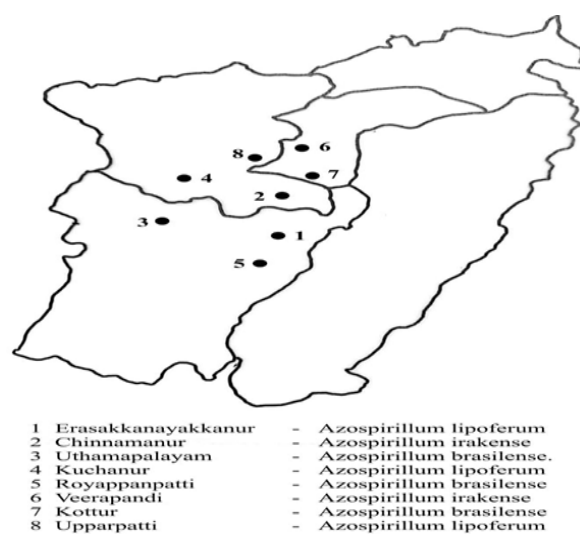 6
8
7
4
2
3
1
5
1 Erasakkanayakkanur - Azospirillum lipoferum
2 Chinnamanur - Azospirillum irakense
3 Uthamapalayam - Azospirillum brasilense.
4 Kuchanur - Azospirillum lipoferum
5 Royappanpatti - Azospirillum brasilense
6 Veerapandi - Azospirillum irakense
7 Kottur - Azospirillum brasilense
8 Upparpatti - Azospirillum lipoferum